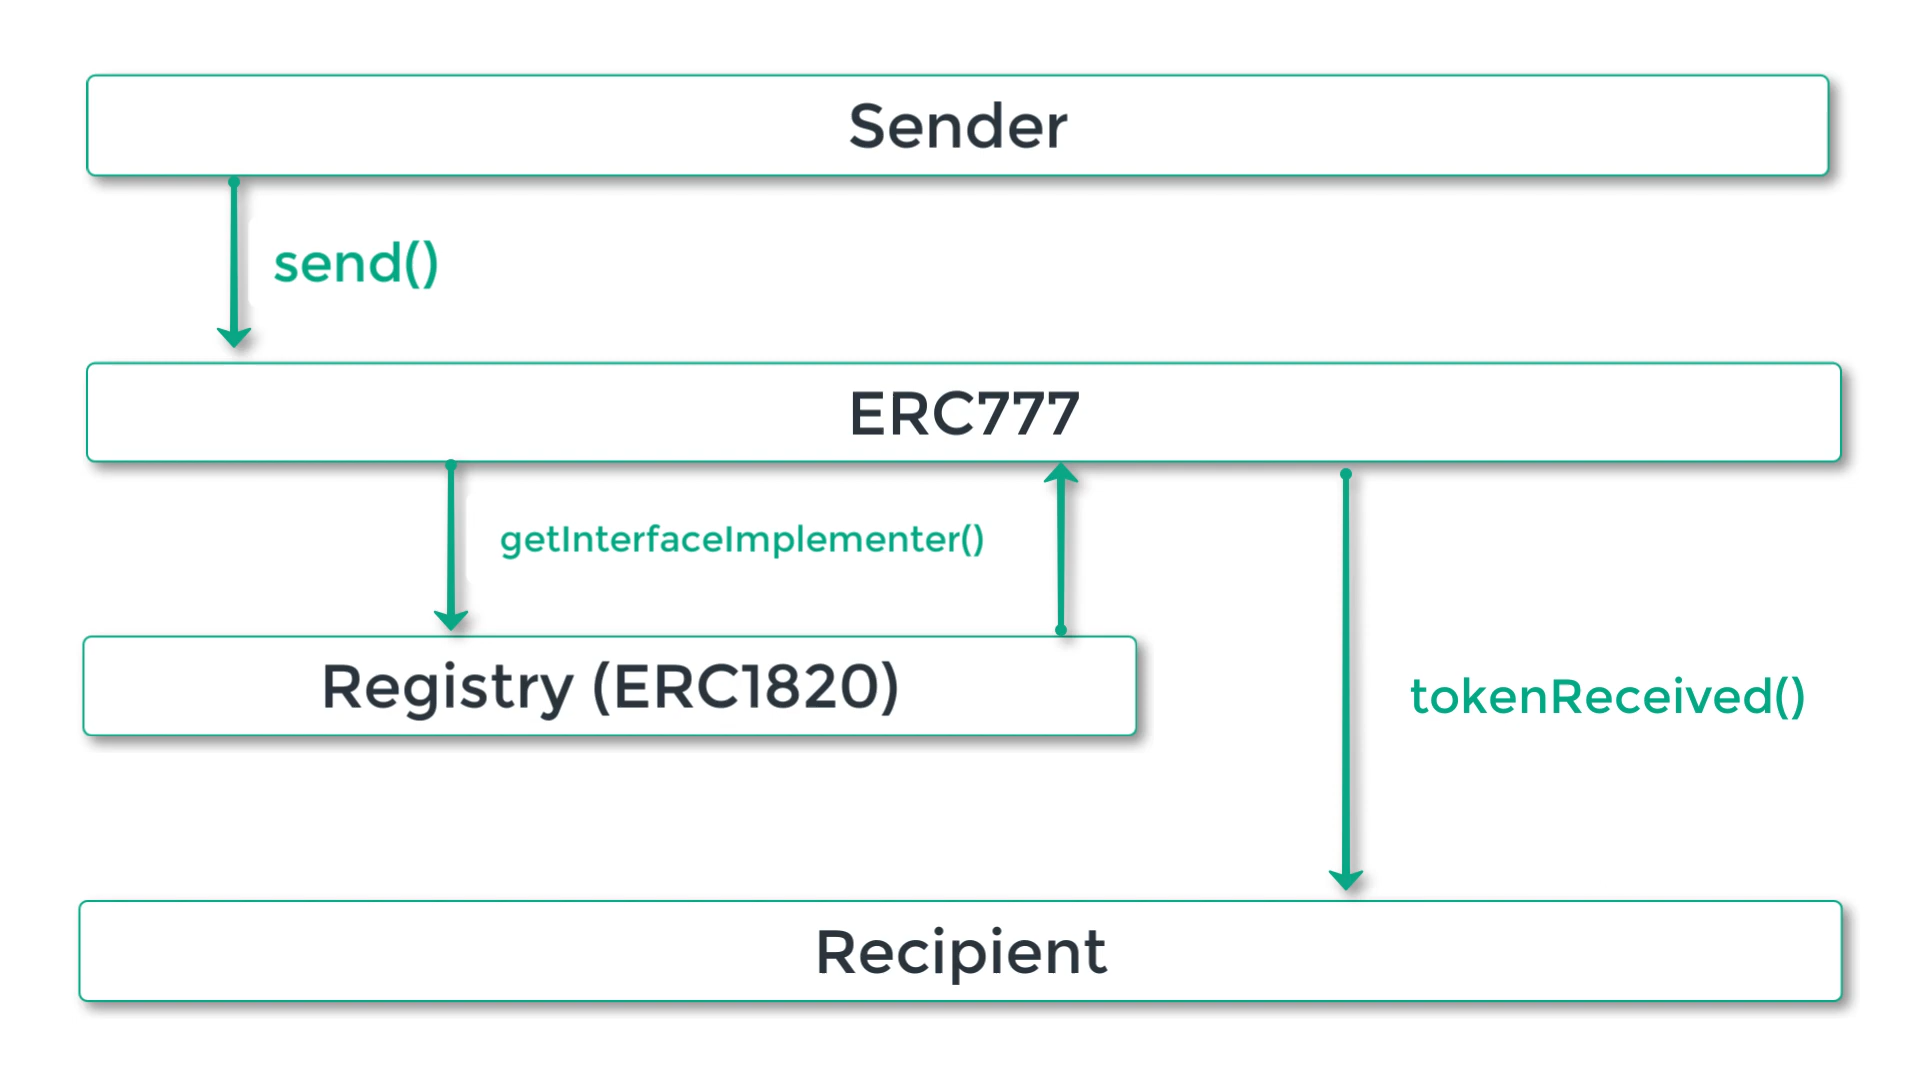 Sender
send()
ERC777
getInterfaceImplementer()
Registry (ERC1820)
tokenReceived()
Recipient